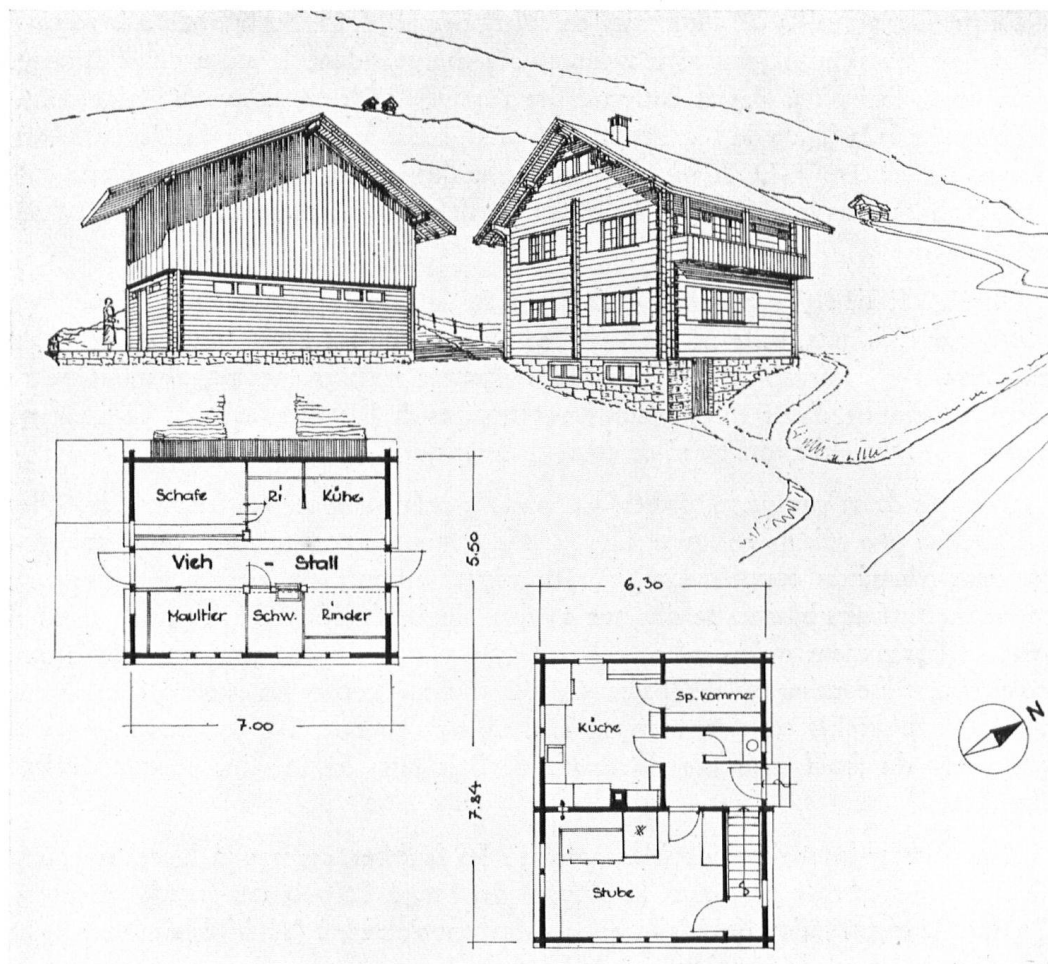 Schafe
Ri
Kühe
Vieh - Stall
Maultier
Schw.
Rinder
5.50
7.00
6.30
Sp. kammer
Küche
N
7.84
Stube